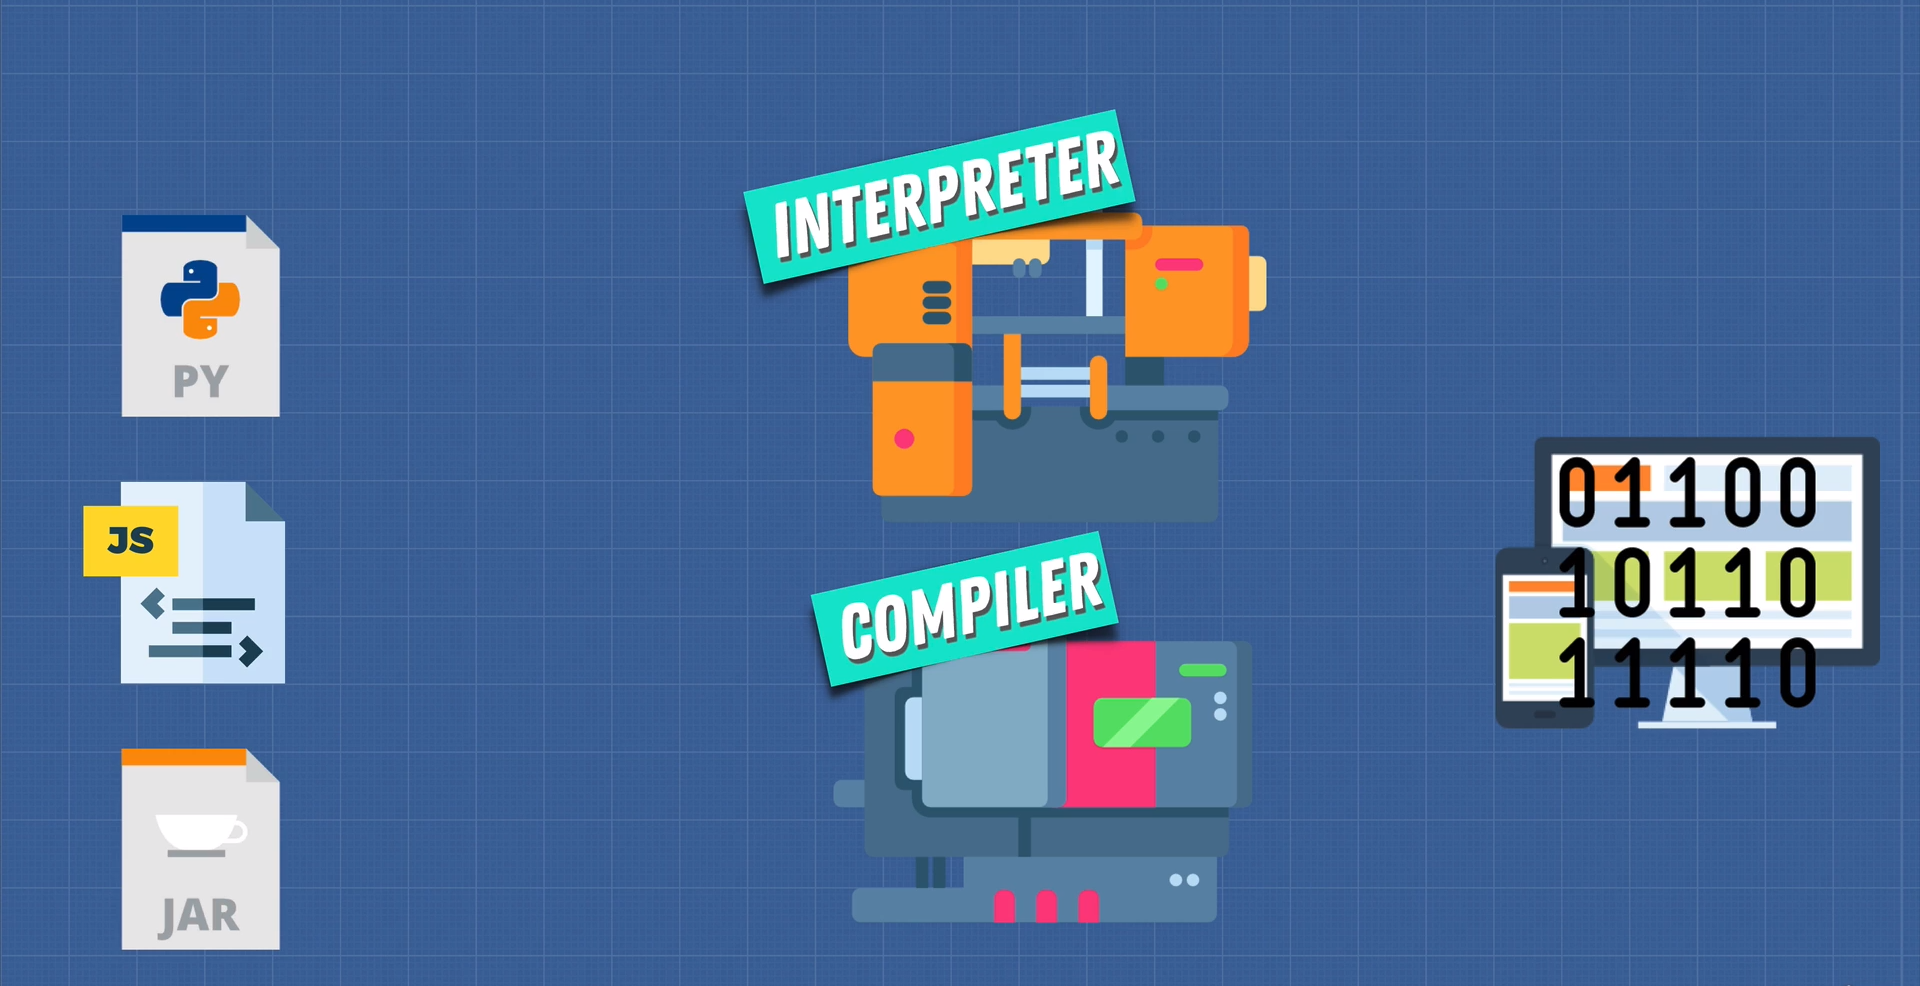 INTERPRETER
PY
JS
COMPILER
JAR
01100
10110
11110